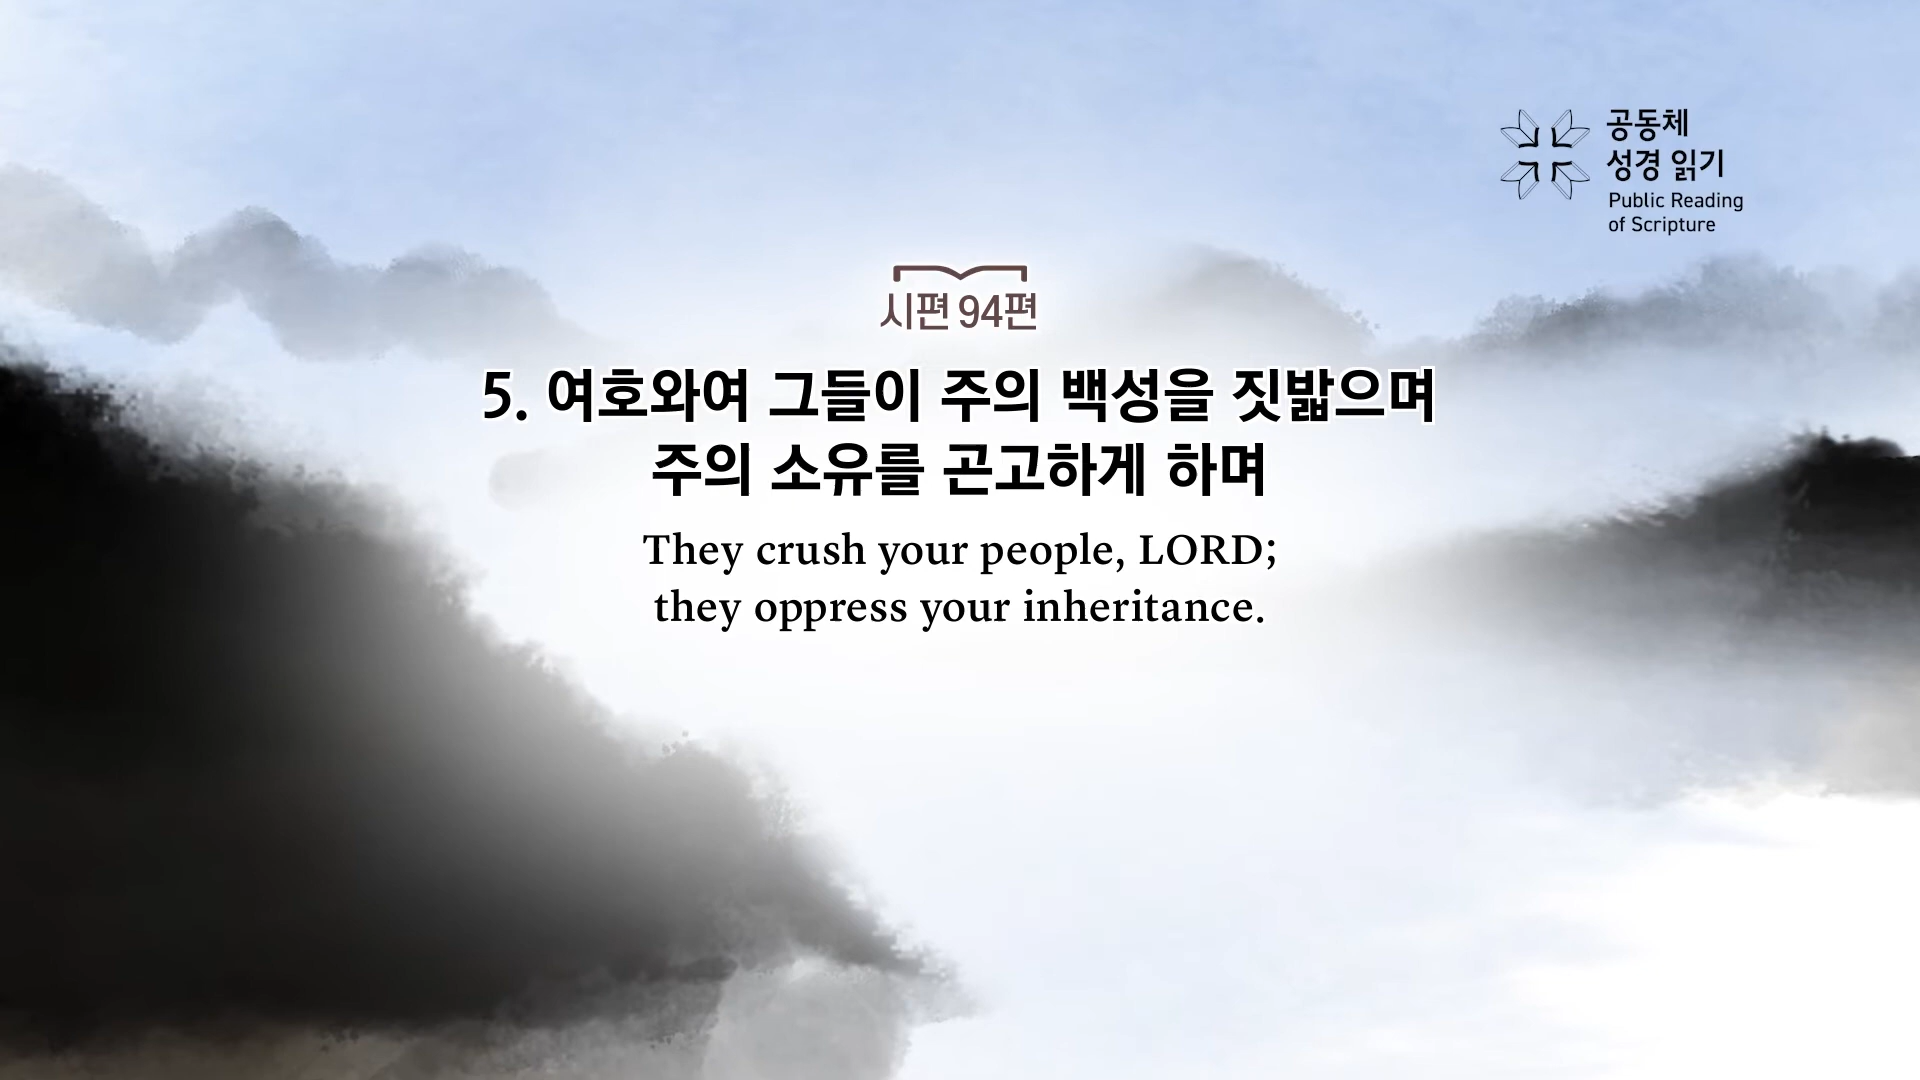 공동체
성경 읽기
Public Reading
of Scripture
시편 94편
5. 여호와여 그들이 주의 백성을 짓밟으며
주의 소유를 곤고하게 하며
They crush your people, LORD;
they oppress your inheritance.